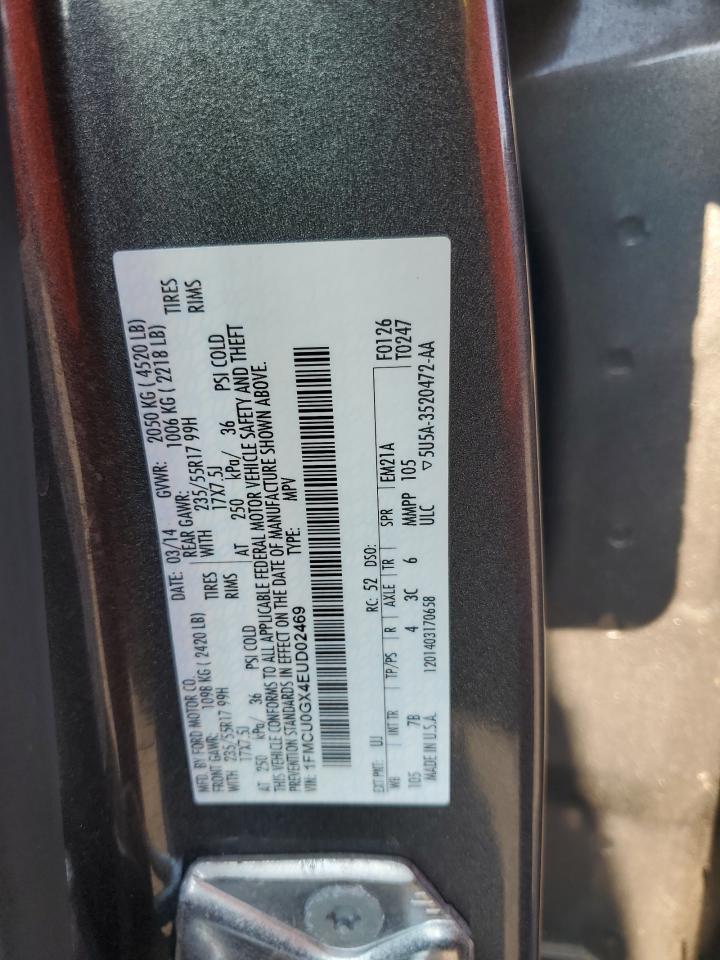 MFD. BY FORD MOTOR CO.
DATE: 03/14 GVWR: 2050 KG ( 4520 LB)
FRONT GAWR: 1098 KG ( 2420 LB) REAR GAWR: 1006 KG ( 2218 LB)
WITH 235/55R17 99H TIRES WITH 235/55R17 99H TIRES
17X7.5J RIMS 17X7.5J RIMS
AT 250 kPa/ 36 PSI COLD AT 250 kPa/ 36 PSI COLD
THIS VEHICLE CONFORMS TO ALL APPLICABLE FEDERAL MOTOR VEHICLE SAFETY AND THEFT
PREVENTION STANDARDS IN EFFECT ON THE DATE OF MANUFACTURE SHOWN ABOVE.
VIN: 1FMCU0GX4EUD02469 TYPE: MPV
F0126
T0247
EXT PNT: UJ RC: 52 DSO:
WB INT TR TP/PS R AXLE TR SPR EM21A
105 7B 4 3C 6 MMPP 105
MADE IN U.S.A. 1201403170658 ULC ▽5U5A-3520472-AA